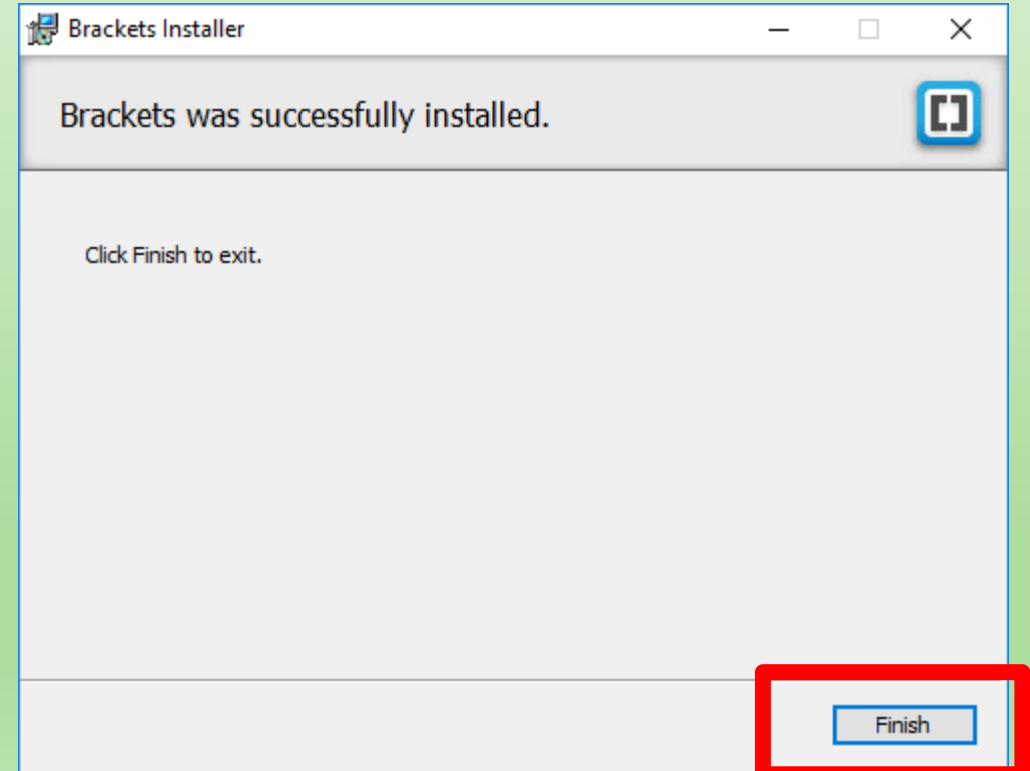 Brackets Installer
Brackets was successfully installed.
Click Finish to exit.
Finish